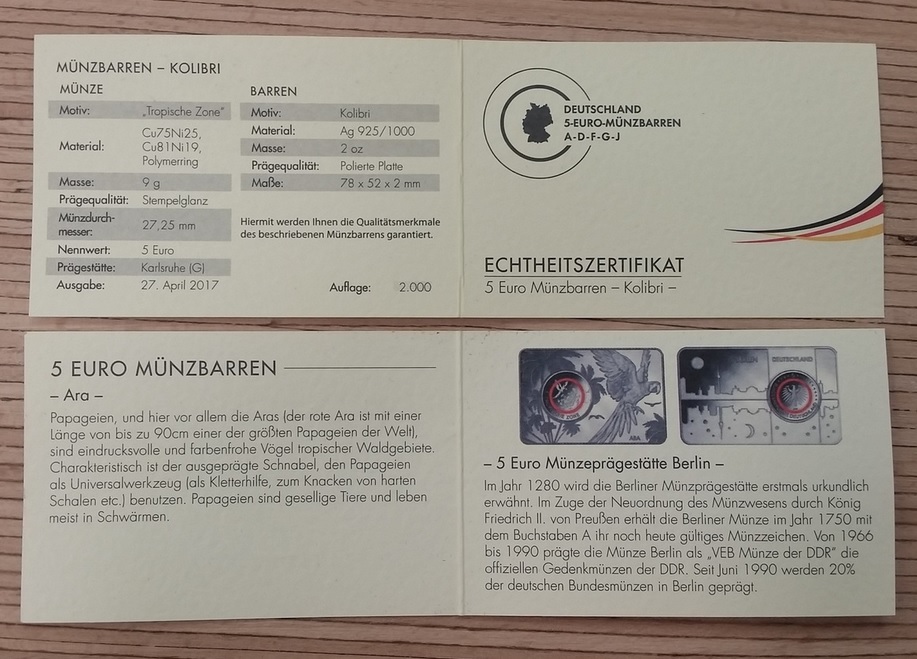 MÜNZBARREN – KOLIBRI
MÜNZE
Motiv: „Tropische Zone“
Material: Cu75Ni25,
Cu81Ni19,
Polymerring
Masse: 9 g
Prägequalität: Stempelglanz
Münzdurch-
messer: 27,25 mm
Nennwert: 5 Euro
Prägestätte: Karlsruhe (G)
Ausgabe: 27. April 2017
BARREN
Motiv: Kolibri
Material: Ag 925/1000
Masse: 2 oz
Prägequalität: Polierte Platte
Maße: 78 x 52 x 2 mm
Hiermit werden Ihnen die Qualitätsmerkmale
des beschriebenen Münzbarrens garantiert.
Auflage: 2.000
DEUTSCHLAND
5-EURO-MÜNZBARREN
A-D-F-G-J
ECHTHEITSZERTIFIKAT
5 Euro Münzbarren – Kolibri –
5 EURO MÜNZBARREN
– Ara –
Papageien, und hier vor allem die Aras (der rote Ara ist mit einer
Länge von bis zu 90cm einer der größten Papageien der Welt),
sind eindrucksvolle und farbenfrohe Vögel tropischer Waldgebiete.
Charakteristisch ist der ausgeprägte Schnabel, den Papageien
als Universalwerkzeug (als Kletterhilfe, zum Knacken von harten
Schalen etc.) benutzen. Papageien sind gesellige Tiere und leben
meist in Schwärmen.
ARA
DEUTSCHLAND
– 5 Euro Münzeprägestätte Berlin –
Im Jahr 1280 wird die Berliner Münzprägestätte erstmals urkundlich
erwähnt. Im Zuge der Neuordnung des Münzwesens durch König
Friedrich II. von Preußen erhält die Berliner Münze im Jahr 1750 mit
dem Buchstaben A ihr noch heute gültiges Münzzeichen. Von 1966
bis 1990 prägte die Münze Berlin als „VEB Münze der DDR“ die
offiziellen Gedenkmünzen der DDR. Seit Juni 1990 werden 20%
der deutschen Bundesmünzen in Berlin geprägt.